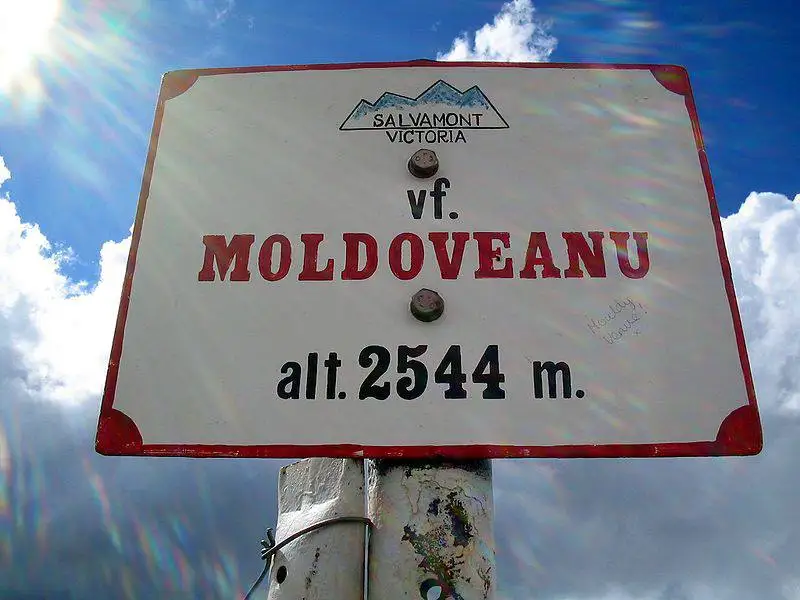 SALVAMONT
VICTORIA
vf.
MOLDOVEANU
alt. 2544 m.